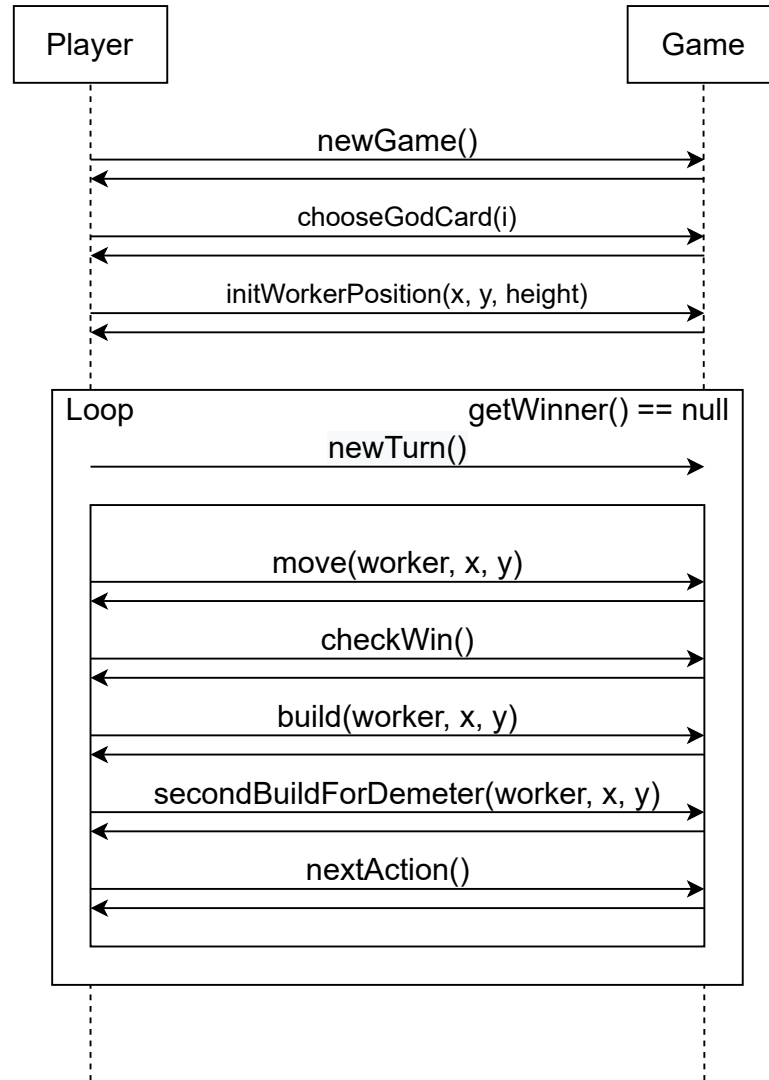 Player
Game
newGame()
chooseGodCard(i)
initWorkerPosition(x, y, height)
Loop
getWinner() == null
newTurn()
move(worker, x, y)
checkWin()
build(worker, x, y)
secondBuildForDemeter(worker, x, y)
nextAction()